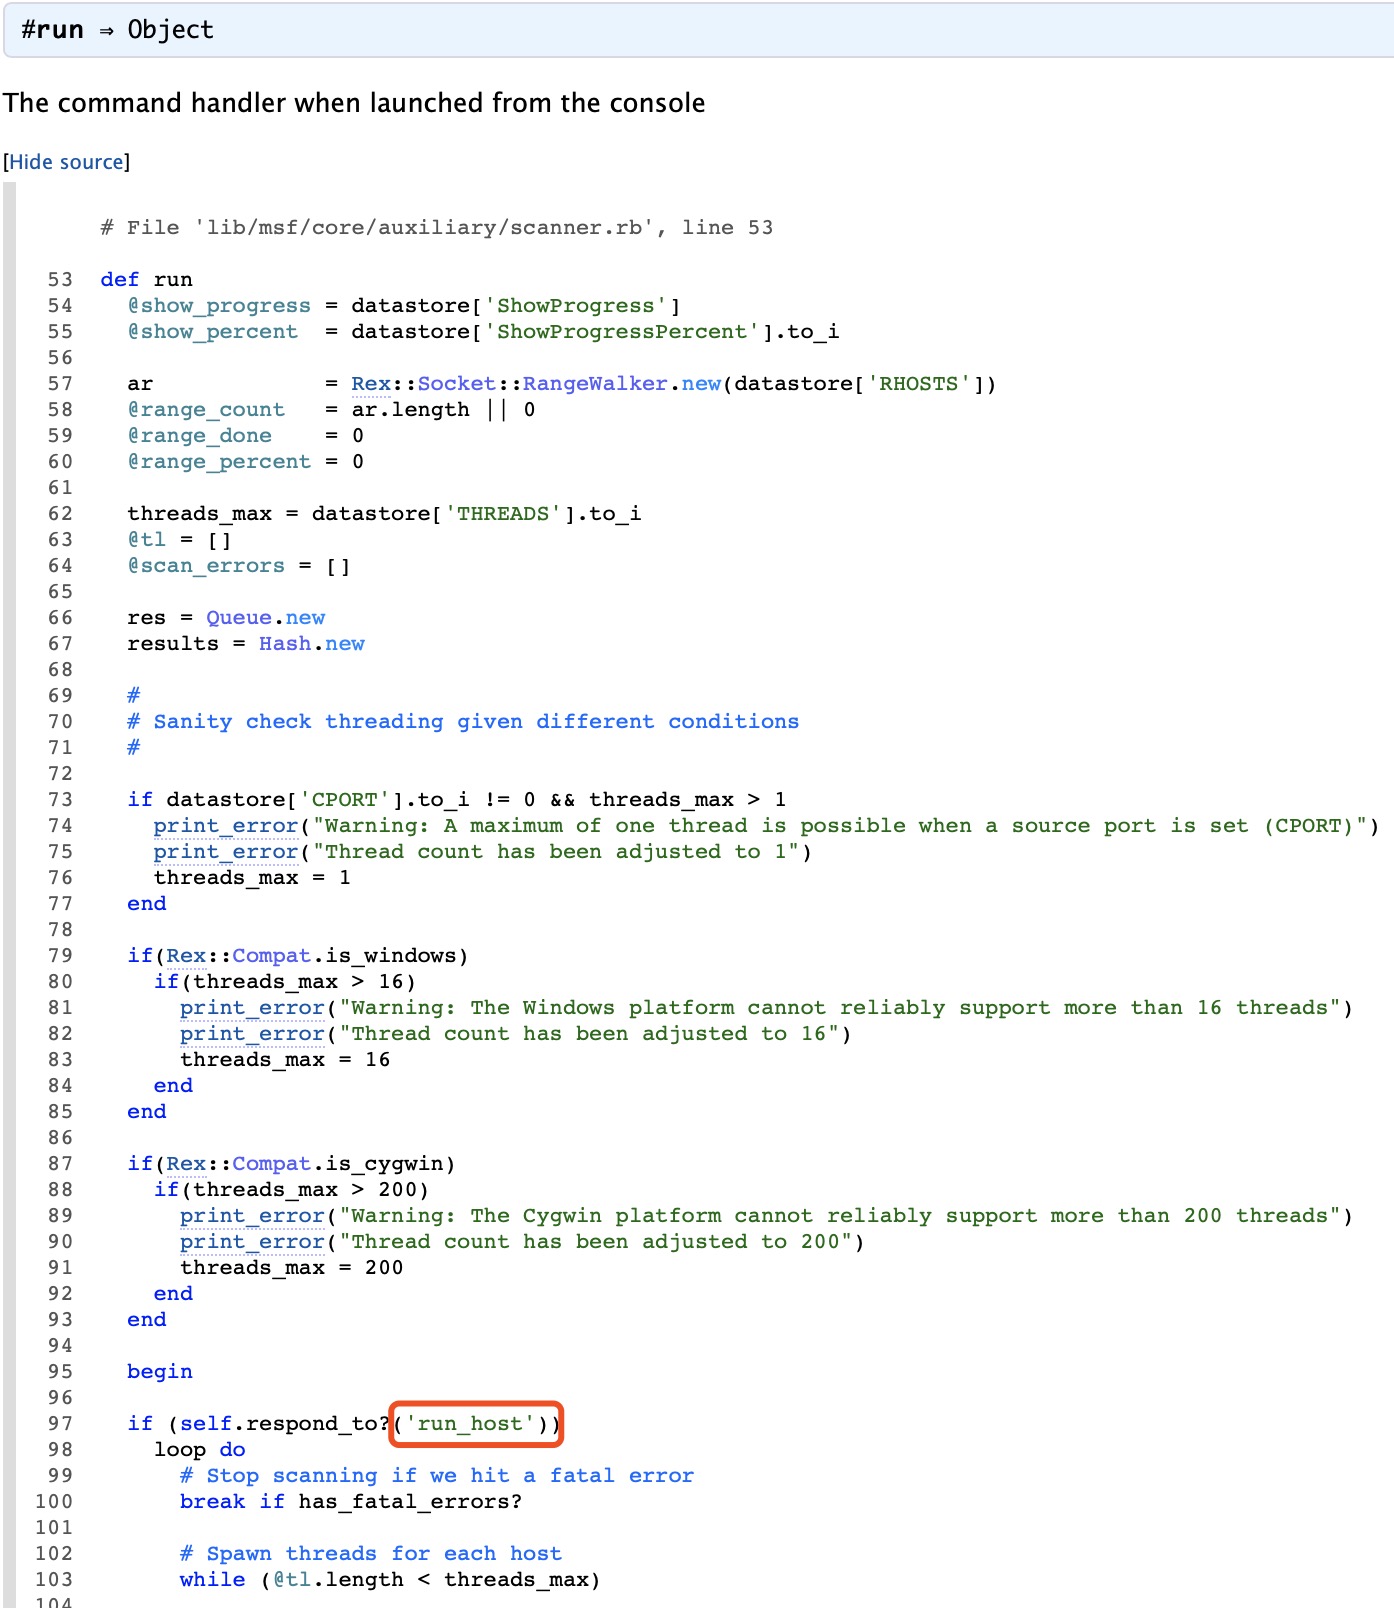 #run ⇒ Object
The command handler when launched from the console
[Hide source]
# File 'lib/msf/core/auxiliary/scanner.rb', line 53
53 def run
54 @show_progress = datastore['ShowProgress']
55 @show_percent = datastore['ShowProgressPercent'].to_i
56
57 ar = Rex::Socket::RangeWalker.new(datastore['RHOSTS'])
58 @range_count = ar.length || 0
59 @range_done = 0
60 @range_percent = 0
61
62 threads_max = datastore['THREADS'].to_i
63 @tl = []
64 @scan_errors = []
65
66 res = Queue.new
67 results = Hash.new
68
69 #
70 # Sanity check threading given different conditions
71 #
72
73 if datastore['CPORT'].to_i != 0 && threads_max > 1
74 print_error("Warning: A maximum of one thread is possible when a source port is set (CPORT)")
75 print_error("Thread count has been adjusted to 1")
76 threads_max = 1
77 end
78
79 if(Rex::Compat.is_windows)
80 if(threads_max > 16)
81 print_error("Warning: The Windows platform cannot reliably support more than 16 threads")
82 print_error("Thread count has been adjusted to 16")
83 threads_max = 16
84 end
85 end
86
87 if(Rex::Compat.is_cygwin)
88 if(threads_max > 200)
89 print_error("Warning: The Cygwin platform cannot reliably support more than 200 threads")
90 print_error("Thread count has been adjusted to 200")
91 threads_max = 200
92 end
93 end
94
95 begin
96
97 if (self.respond_to?('run_host'))
98 loop do
99 # Stop scanning if we hit a fatal error
100 break if has_fatal_errors?
101
102 # Spawn threads for each host
103 while (@tl.length < threads_max)
104